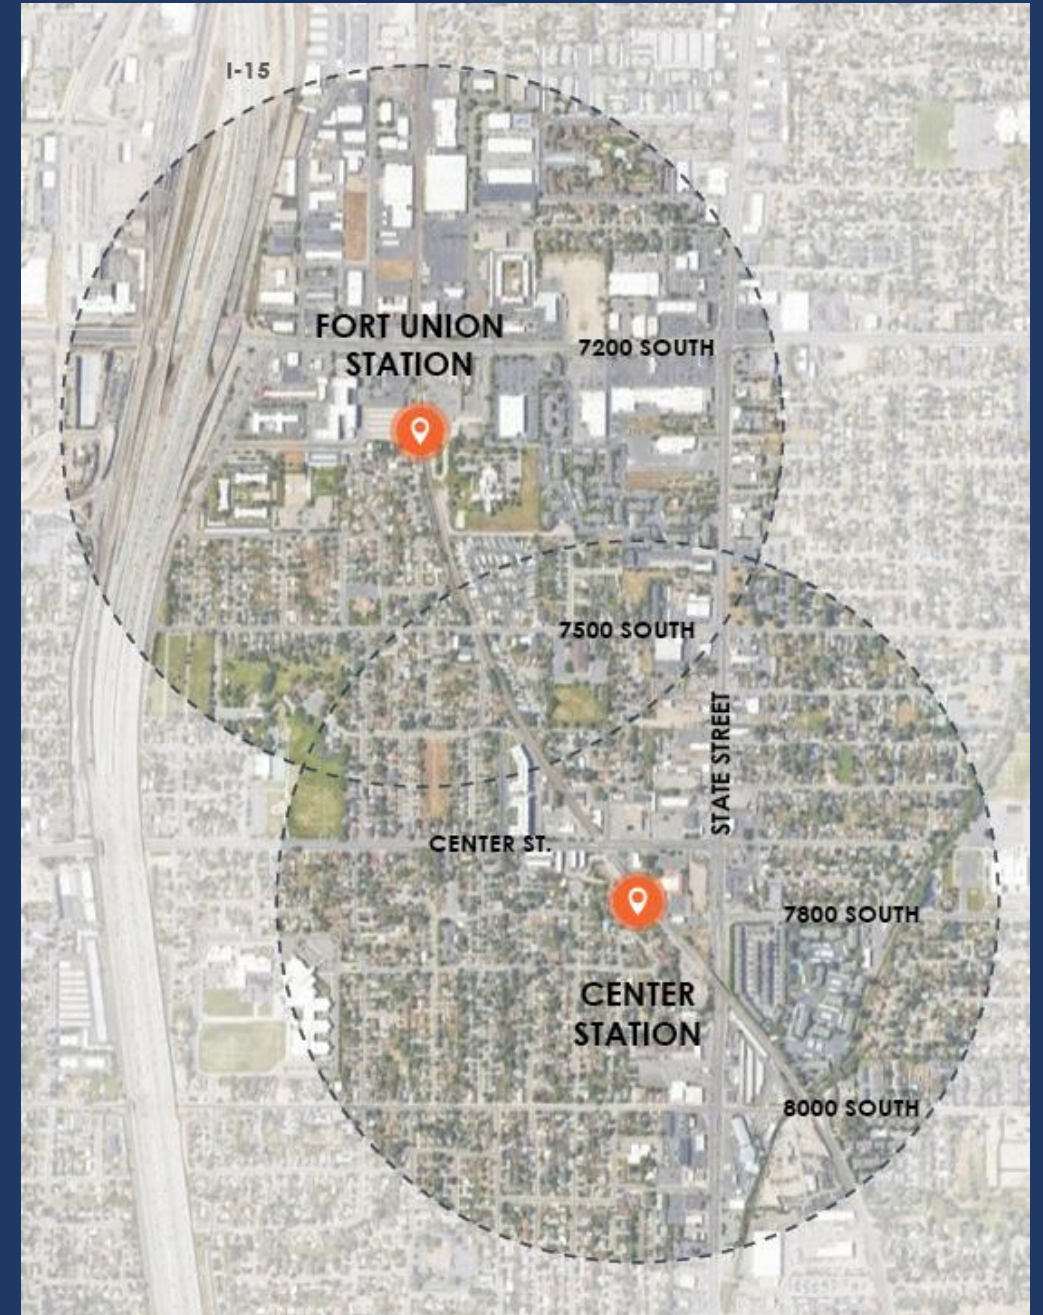 I-15
FORT UNION
STATION
7200 SOUTH
7500 SOUTH
STATE STREET
CENTER ST.
7800 SOUTH
CENTER
STATION
8000 SOUTH